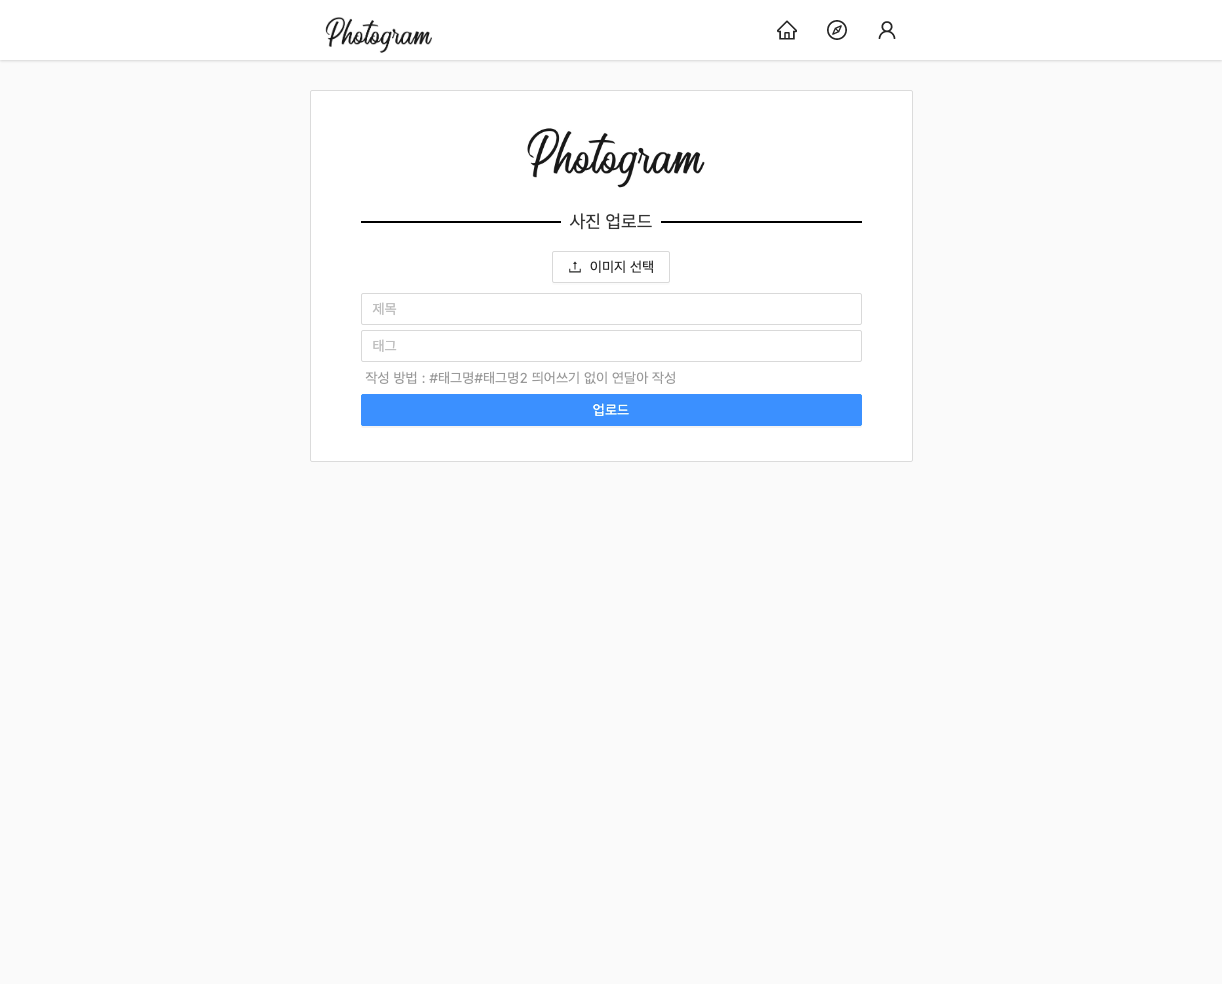 Photogram
Photogram
사진 업로드
이미지 선택
제목
태그
작성 방법 : #태그명#태그명2 띄어쓰기 없이 연달아 작성
업로드